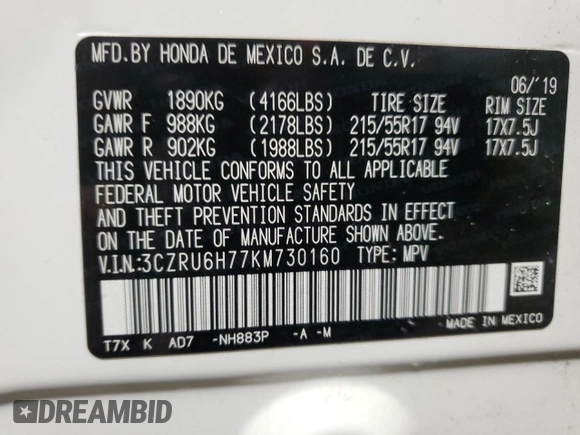 MFD.BY HONDA DE MEXICO S.A. DE C.V.
06/'19
GVWR 1890KG (4166LBS) TIRE SIZE RIM SIZE
GAWR F 988KG (2178LBS) 215/55R17 94V 17X7.5J
GAWR R 902KG (1988LBS) 215/55R17 94V 17X7.5J
THIS VEHICLE CONFORMS TO ALL APPLICABLE
FEDERAL MOTOR VEHICLE SAFETY
AND THEFT PREVENTION STANDARDS IN EFFECT
ON THE DATE OF MANUFACTURE SHOWN ABOVE.
V.I.N:3CZRU6H77KM730160 TYPE: MPV
MADE IN MEXICO
T7X K AD7 -NH883P -A -M
DREAMBID